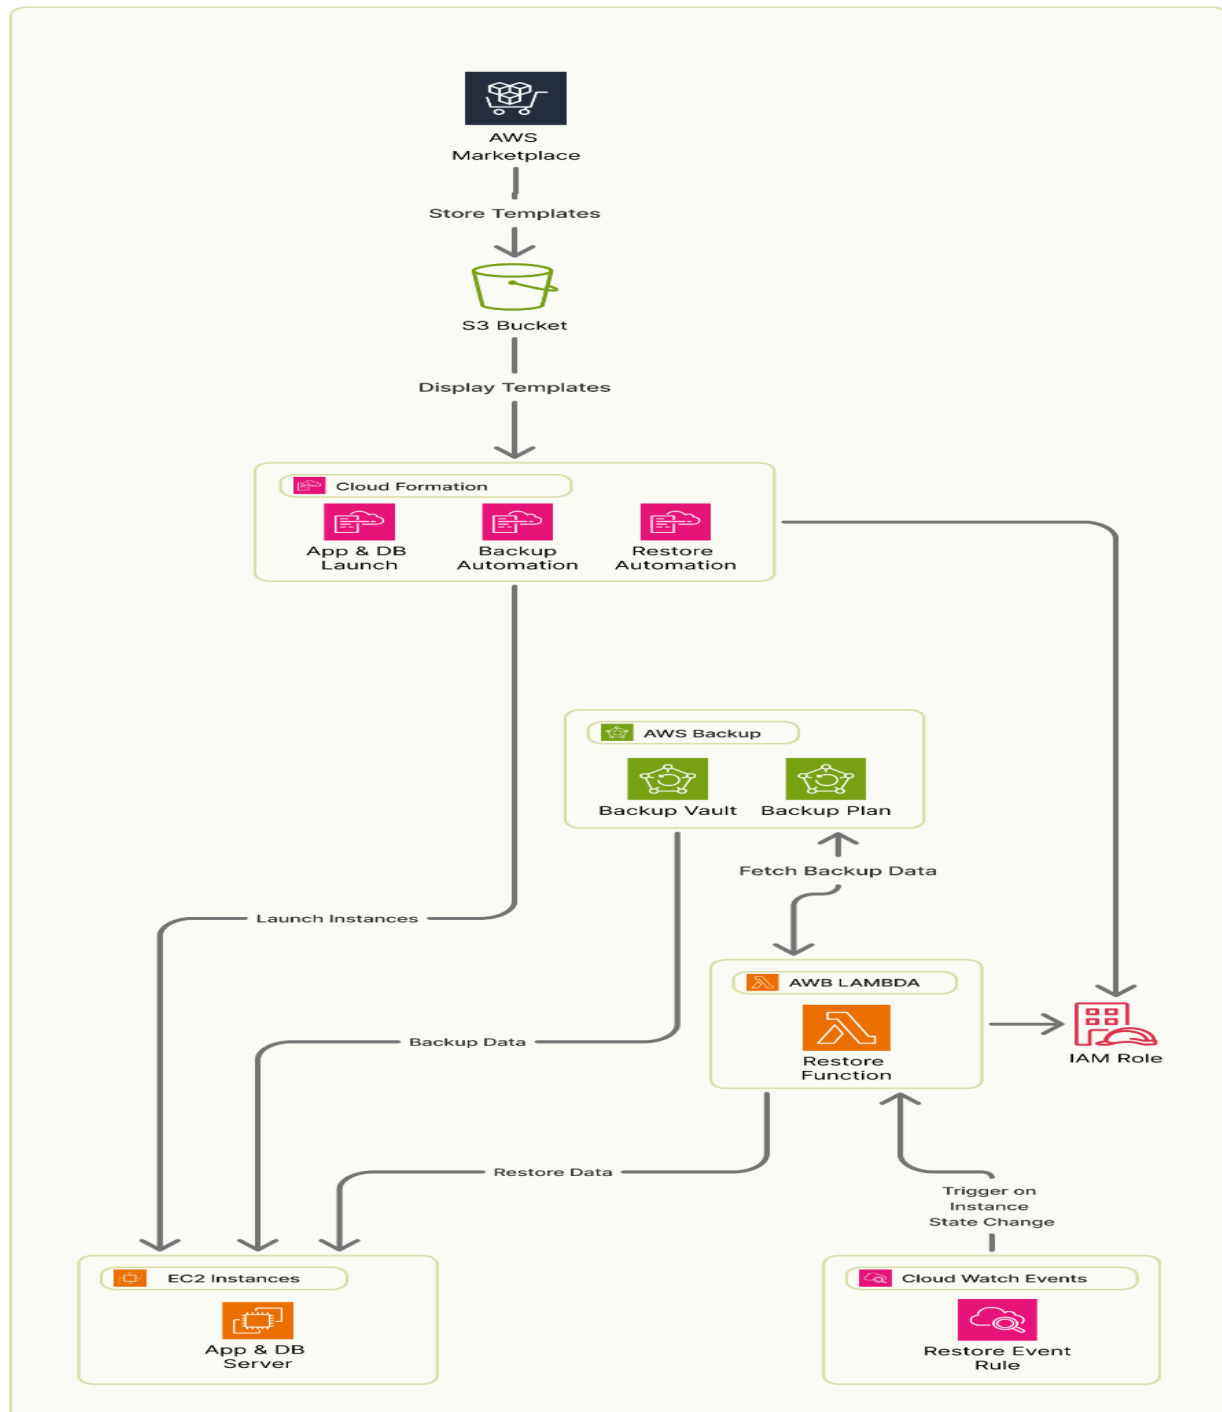 AWS
Marketplace
Store Templates
S3 Bucket
Display Templates
Cloud Formation
App & DB
Launch
Backup
Automation
Restore
Automation
AWS Backup
Backup Vault
Backup Plan
Fetch Backup Data
Launch Instances
AWB LAMBDA
Restore
Function
IAM Role
Backup Data
Restore Data
Trigger on
Instance
State Change
EC2 Instances
App & DB
Server
Cloud Watch Events
Restore Event
Rule